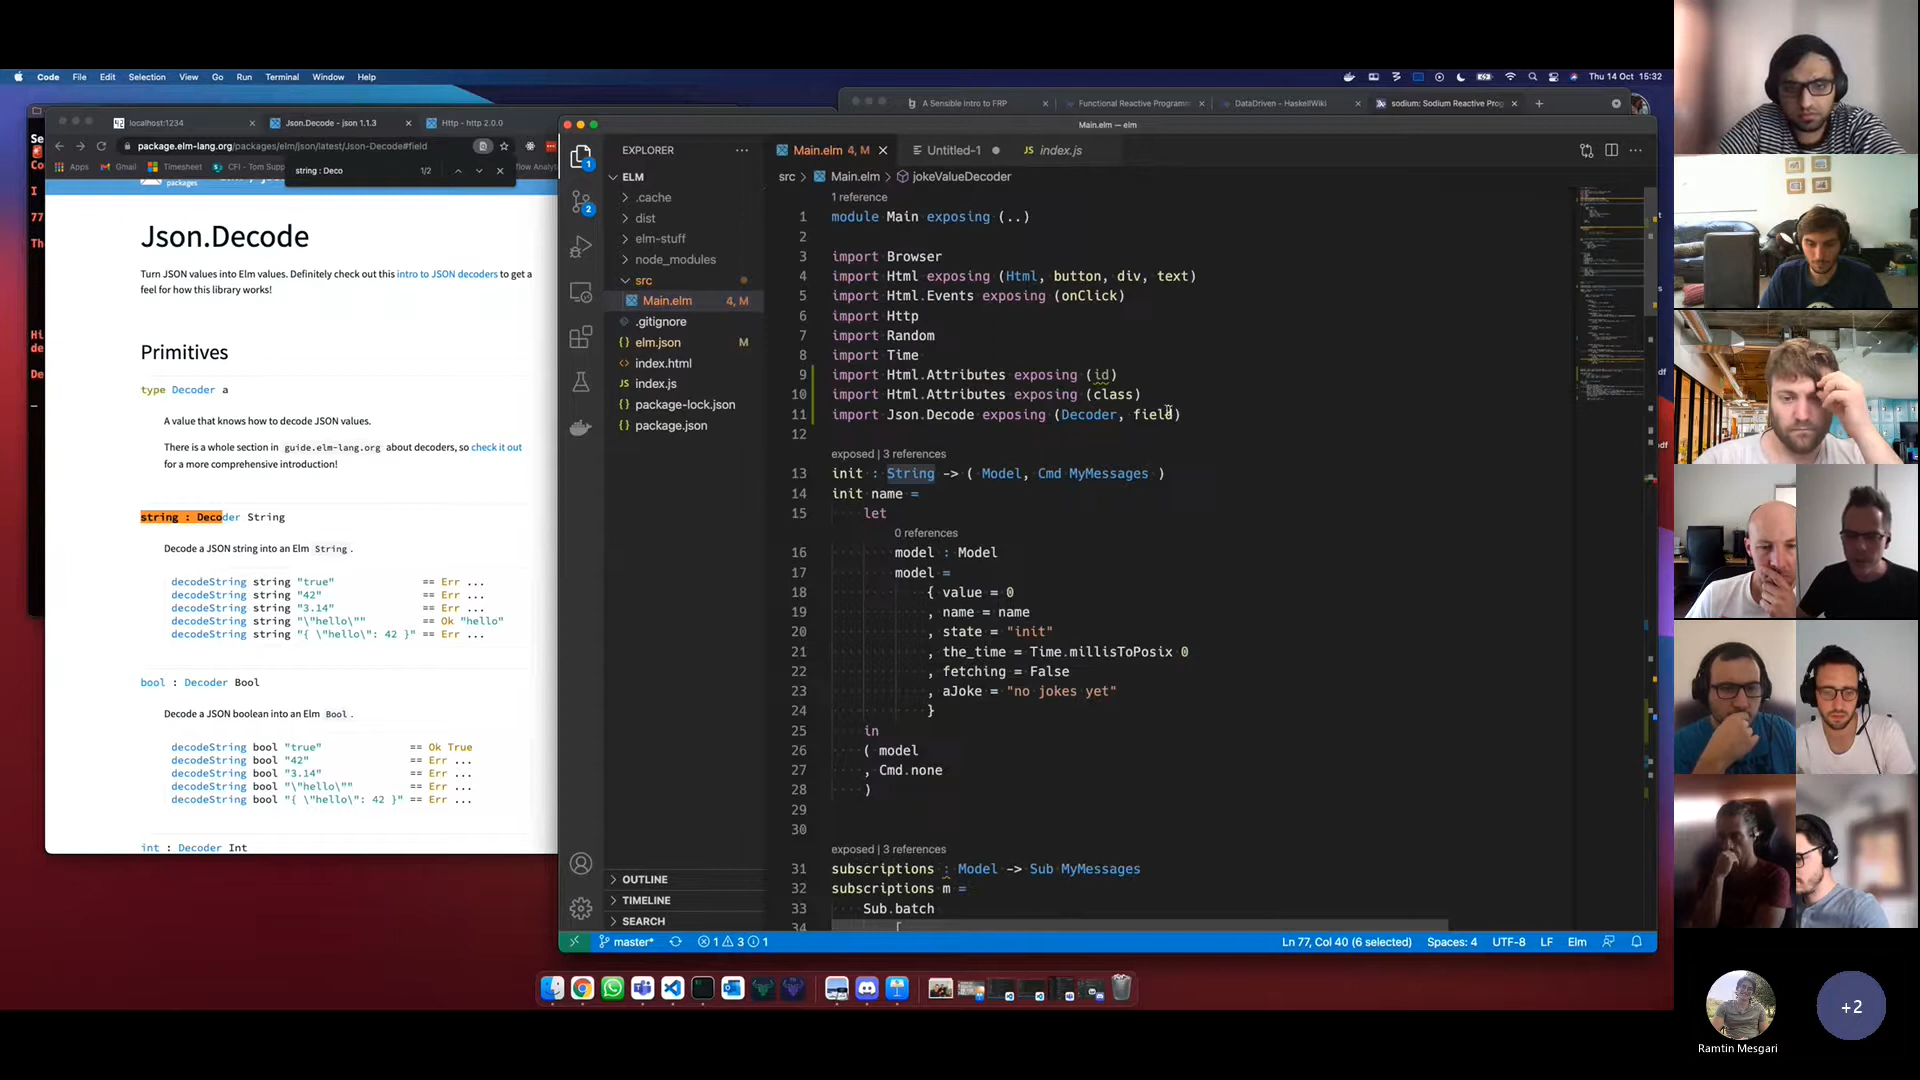 Code File Edit Selection View Go Run Terminal Window Help
Thu 14 Oct 15:32
A Sensible Intro to FRP
Functional Reactive Programm
DataDriven - HaskellWiki
sodium: Sodium Reactive Prog
localhost:1234
Json.Decode - json 1.1.3
Http - http 2.0.0
package.elm-lang.org/packages/elm/json/latest/Json-Decode#field
Apps
Gmail
Timesheet
CFI - Tom Supp
flow Analyt
string : Deco
1/2
packages
Json.Decode
Turn JSON values into Elm values. Definitely check out this intro to JSON decoders to get a
feel for how this library works!
Primitives
type Decoder a
A value that knows how to decode JSON values.
There is a whole section in guide.elm-lang.org about decoders, so check it out
for a more comprehensive introduction!
string : Decoder String
Decode a JSON string into an Elm String.
decodeString string "true" == Err ...
decodeString string "42" == Err ...
decodeString string "3.14" == Err ...
decodeString string "\"hello\"" == Ok "hello"
decodeString string "{ \"hello\": 42 }" == Err ...
bool : Decoder Bool
Decode a JSON boolean into an Elm Bool.
decodeString bool "true" == Ok True
decodeString bool "42" == Err ...
decodeString bool "3.14" == Err ...
decodeString bool "\"hello\"" == Err ...
decodeString bool "{ \"hello\": 42 }" == Err ...
int : Decoder Int
Main.elm — elm
EXPLORER
ELM
.cache
dist
elm-stuff
node_modules
src
Main.elm 4, M
.gitignore
elm.json M
index.html
index.js
package-lock.json
package.json
OUTLINE
TIMELINE
SEARCH
1
2
Main.elm 4, M
Untitled-1
index.js
src > Main.elm > jokeValueDecoder
1 reference
1 module Main exposing (..)
2
3 import Browser
4 import Html exposing (Html, button, div, text)
5 import Html.Events exposing (onClick)
6 import Http
7 import Random
8 import Time
9 import Html.Attributes exposing (id)
10 import Html.Attributes exposing (class)
11 import Json.Decode exposing (Decoder, field)
12
exposed | 3 references
13 init : String -> ( Model, Cmd MyMessages )
14 init name =
15 let
0 references
16 model : Model
17 model =
18 { value = 0
19 , name = name
20 , state = "init"
21 , the_time = Time.millisToPosix 0
22 , fetching = False
23 , aJoke = "no jokes yet"
24 }
25 in
26 ( model
27 , Cmd.none
28 )
29
30
exposed | 3 references
31 subscriptions : Model -> Sub MyMessages
32 subscriptions m =
33 Sub.batch
34 [
master* 1 3 1
Ln 77, Col 40 (6 selected) Spaces: 4 UTF-8 LF Elm
Ramtin Mesgari
+2